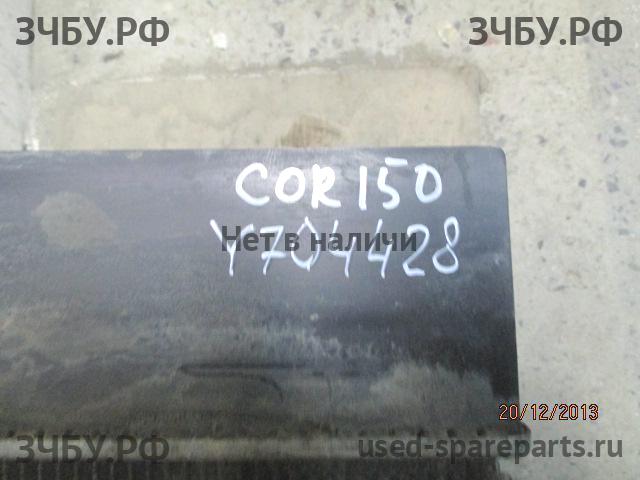 ЗЧБУ.РФ ЗЧБУ.РФ
COR150
Нет в наличи
Y704428
20/12/2013
ЗЧБУ.РФ used-spareparts.ru